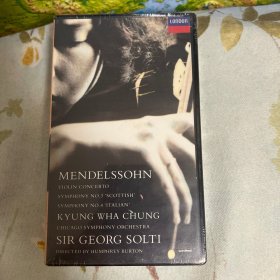 LONDON
MENDELSSOHN
VIOLIN CONCERTO
SYMPHONY NO.3 'SCOTTISH'
SYMPHONY NO.4 'ITALIAN'
KYUNG WHA CHUNG
CHICAGO SYMPHONY ORCHESTRA
SIR GEORG SOLTI
DIRECTED BY HUMPHREY BURTON